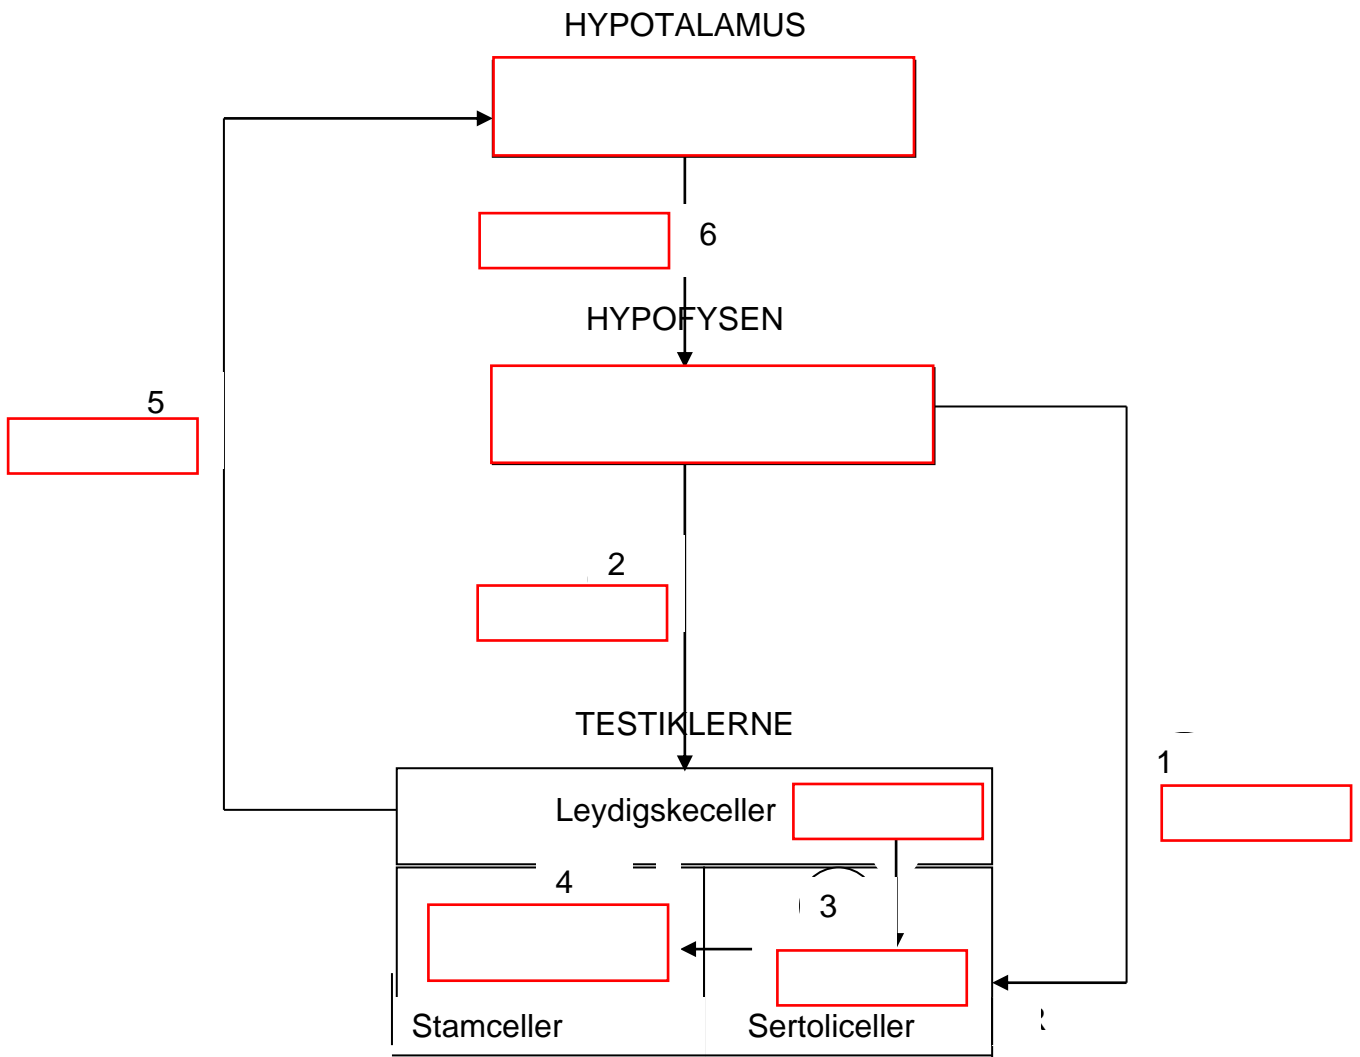 HYPOTALAMUS
6
HYPOFYSEN
5
2
TESTIKLERNE
1
Leydigskeceller
4
3
Stamceller
Sertoliceller